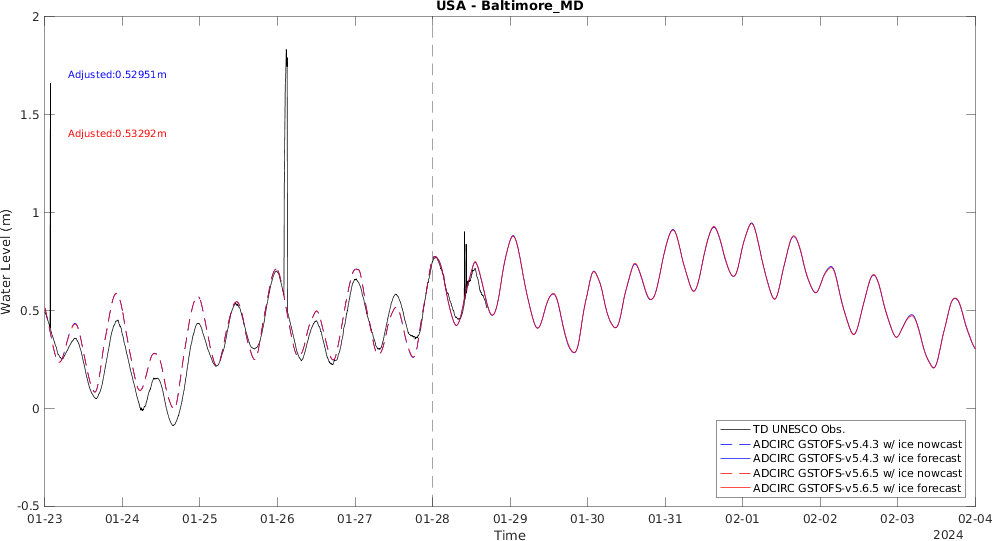 USA - Baltimore_MD
2
Adjusted:0.52951m
1.5
Adjusted:0.53292m
1
Water Level (m)
0.5
0
TD UNESCO Obs.
ADCIRC GSTOFS-v5.4.3 w/ ice nowcast
ADCIRC GSTOFS-v5.4.3 w/ ice forecast
ADCIRC GSTOFS-v5.6.5 w/ ice nowcast
ADCIRC GSTOFS-v5.6.5 w/ ice forecast
-0.5
01-23 01-24 01-25 01-26 01-27 01-28 01-29 01-30 01-31 02-01 02-02 02-03 02-04
Time
2024